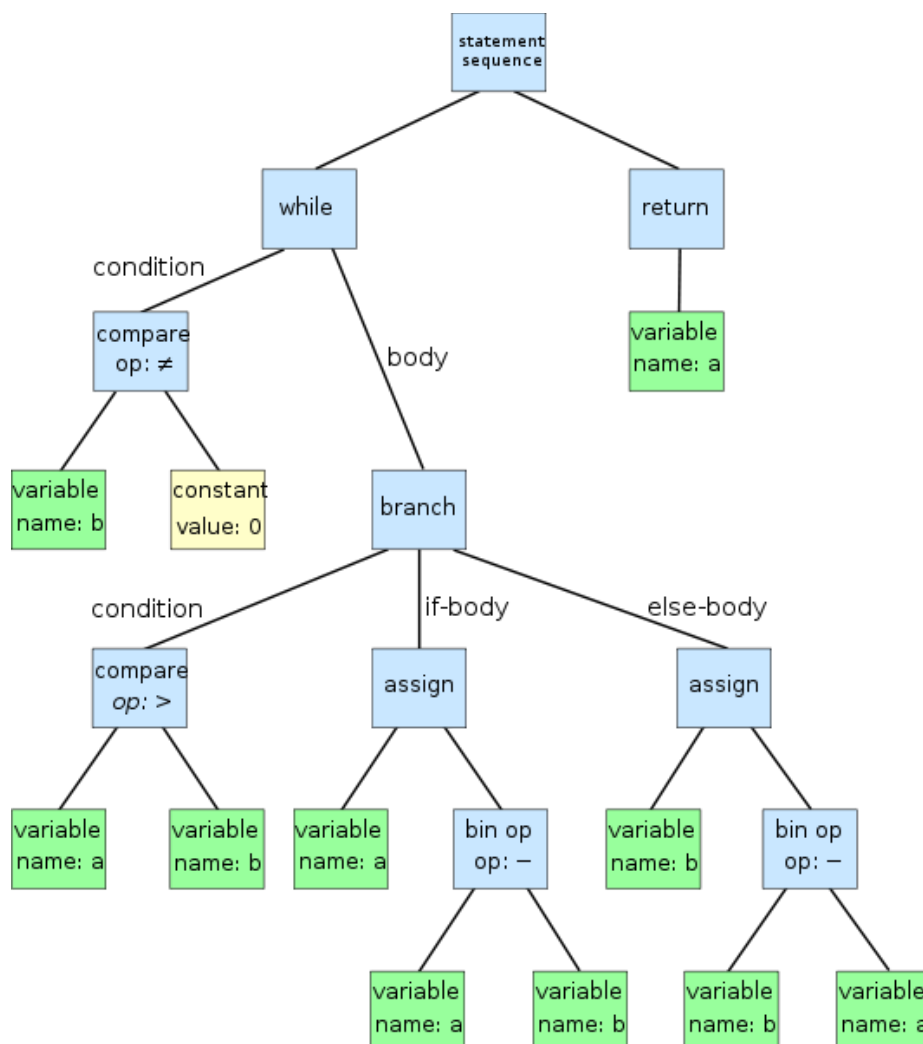 statement
sequence
while
return
condition
compare
op: ≠
body
variable
name: a
variable
name: b
constant
value: 0
branch
condition
if-body
else-body
compare
op: >
assign
assign
variable
name: a
variable
name: b
variable
name: a
bin op
op: −
variable
name: b
bin op
op: −
variable
name: a
variable
name: b
variable
name: b
variable
name: a